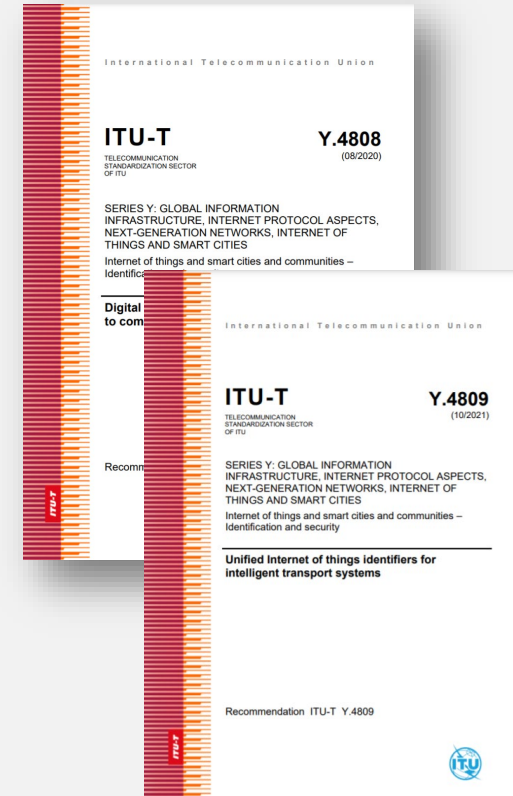 International Telecommunication Union
ITU-T
Y.4808
TELECOMMUNICATION
STANDARDIZATION SECTOR
OF ITU
(08/2020)
SERIES Y: GLOBAL INFORMATION
INFRASTRUCTURE, INTERNET PROTOCOL ASPECTS,
NEXT-GENERATION NETWORKS, INTERNET OF
THINGS AND SMART CITIES
Internet of things and smart cities and communities –
Digital
to com
Recomm
ITU-T
International Telecommunication Union
ITU-T
Y.4809
TELECOMMUNICATION
STANDARDIZATION SECTOR
OF ITU
(10/2021)
SERIES Y: GLOBAL INFORMATION
INFRASTRUCTURE, INTERNET PROTOCOL ASPECTS,
NEXT-GENERATION NETWORKS, INTERNET OF
THINGS AND SMART CITIES
Internet of things and smart cities and communities –
Identification and security
Unified Internet of things identifiers for
intelligent transport systems
Recommendation ITU-T Y.4809
ITU-T
ITU